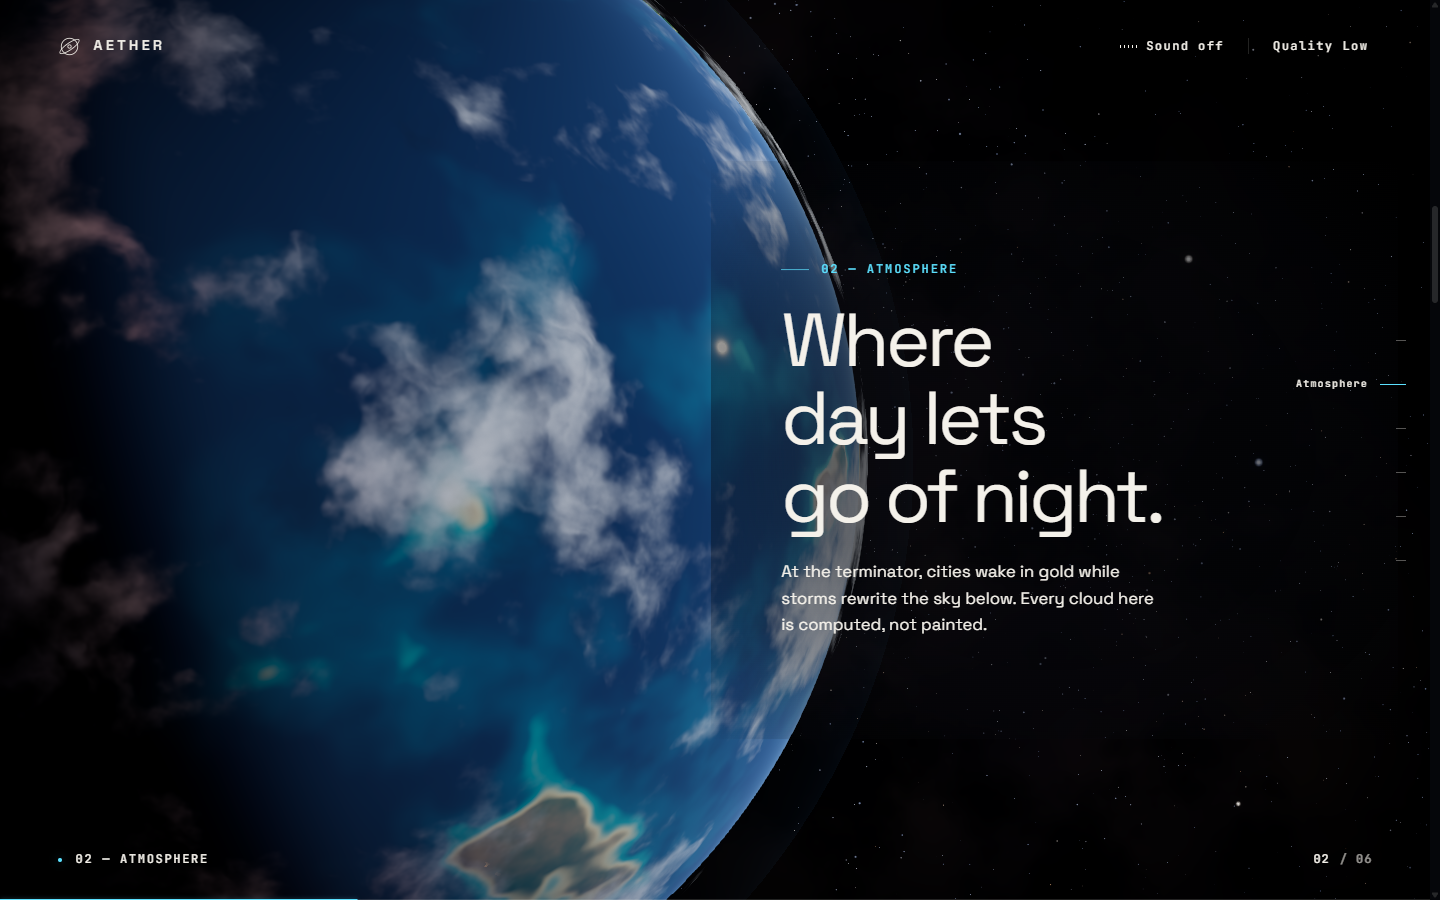 AETHER
Sound off
Quality Low
02 — ATMOSPHERE
Where
day lets
go of night.
At the terminator, cities wake in gold while
storms rewrite the sky below. Every cloud here
is computed, not painted.
Atmosphere
02 — ATMOSPHERE
02 / 06